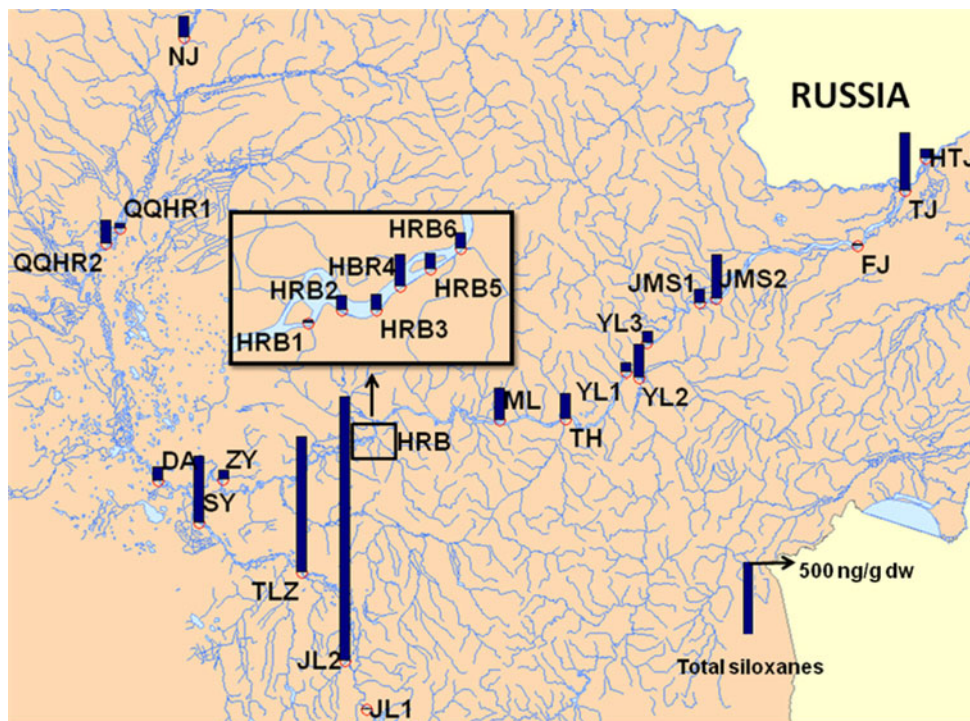 NJ
RUSSIA
HTJ
TJ
QQHR1
QQHR2
HRB6
HBR4
HRB5
HRB2
HRB3
HRB1
FJ
JMS1
JMS2
YL3
YL1
YL2
ML
TH
HRB
DA
ZY
SY
TLZ
500 ng/g dw
JL2
Total siloxanes
JL1